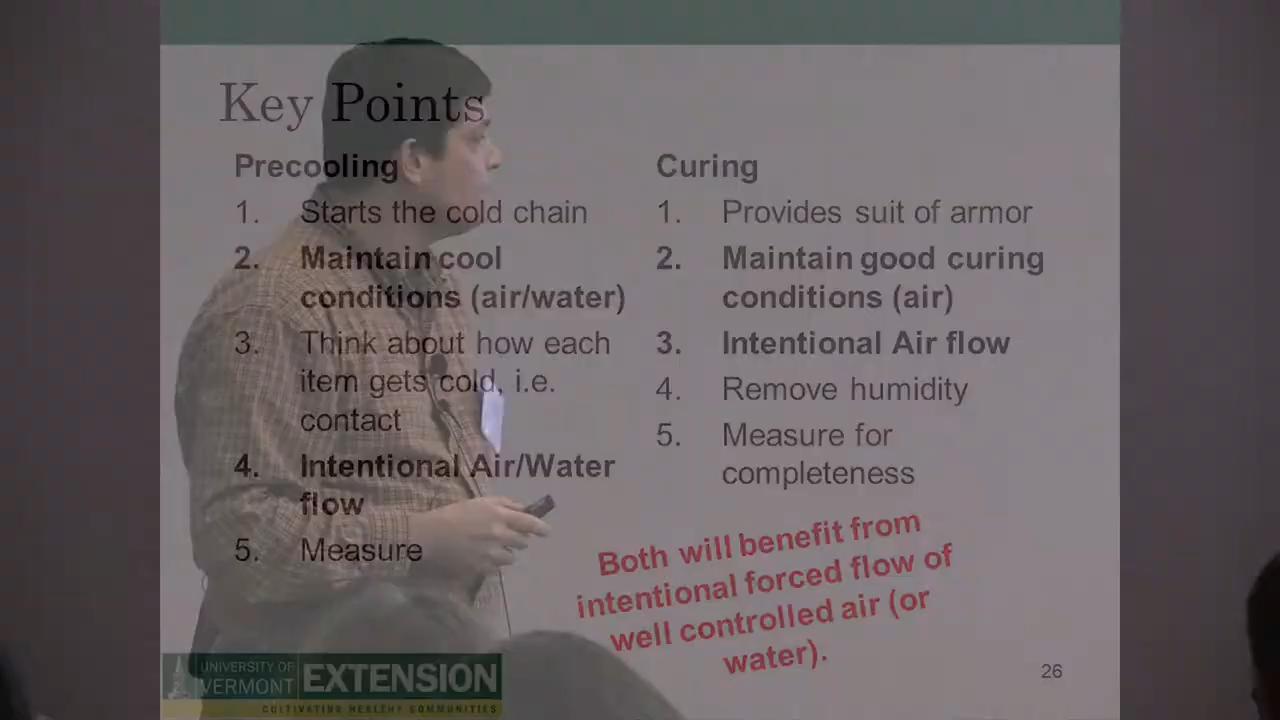 Key Points
Precooling
1. Starts the cold chain
2. Maintain cool
conditions (air/water)
3. Think about how each
item gets cold, i.e.
contact
4. Intentional Air/Water
flow
5. Measure
Curing
1. Provides suit of armor
2. Maintain good curing
conditions (air)
3. Intentional Air flow
4. Remove humidity
5. Measure for
completeness
Both will benefit from
intentional forced flow of
well controlled air (or
water).
UNIVERSITY OF
VERMONT
EXTENSION
CULTIVATING HEALTHY COMMUNITIES
26